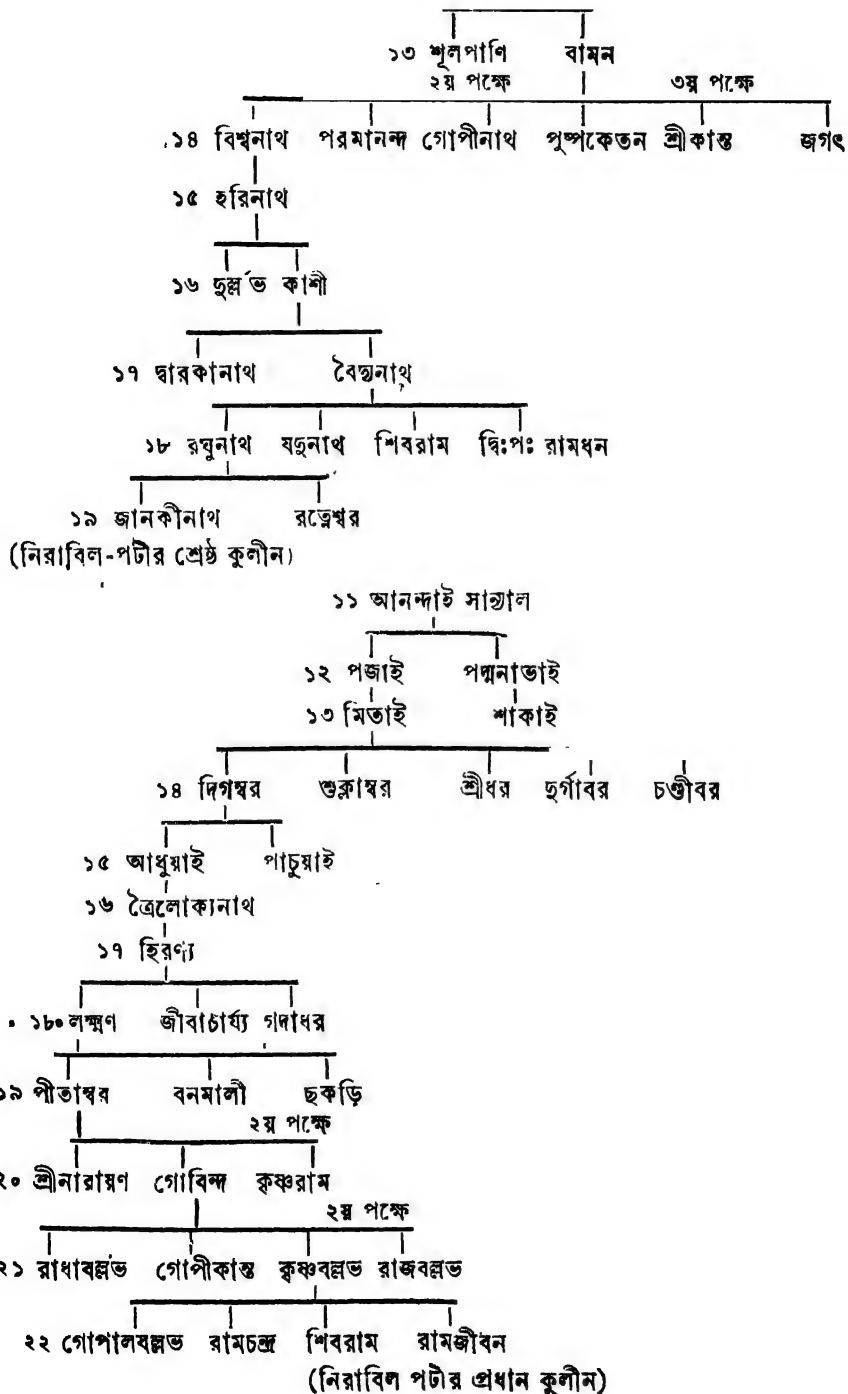 ১৩ শূলপাণি বামন
২য় পক্ষে ৩য় পক্ষে
১৪ বিশ্বনাথ পরমানন্দ গোপীনাথ পুষ্পকেতন শ্রীকান্ত জগৎ
১৫ হরিনাথ
১৬ দুর্ল্লভ কাশী
১৭ দ্বারকানাথ বৈদ্যনাথ
১৮ রঘুনাথ যদুনাথ শিবরাম দ্বিঃপঃ রামধন
১৯ জানকীনাথ রত্নেশ্বর
(নিরাবিল-পটীর শ্রেষ্ঠ কুলীন)
১১ আনন্দাই সান্যাল
১২ পজাই পদ্মনাভাই
১৩ মিতাই শাকাই
১৪ দিগম্বর শুক্লাম্বর শ্রীধর দুর্গাবর চণ্ডীবর
১৫ আধুয়াই পাচুয়াই
১৬ ত্রৈলোক্যনাথ
১৭ হিরণ্য
১৮ লক্ষ্মণ জীবাচার্য্য গদাধর
১৯ পীতাম্বর বনমালী ছকড়ি
২য় পক্ষে
২০ শ্রীনারায়ণ গোবিন্দ কৃষ্ণরাম
২য় পক্ষে
২১ রাধাবল্লভ গোপীকান্ত কৃষ্ণবল্লভ রাজবল্লভ
২২ গোপালবল্লভ রামচন্দ্র শিবরাম রামজীবন
(নিরাবিল পটীর প্রধান কুলীন)